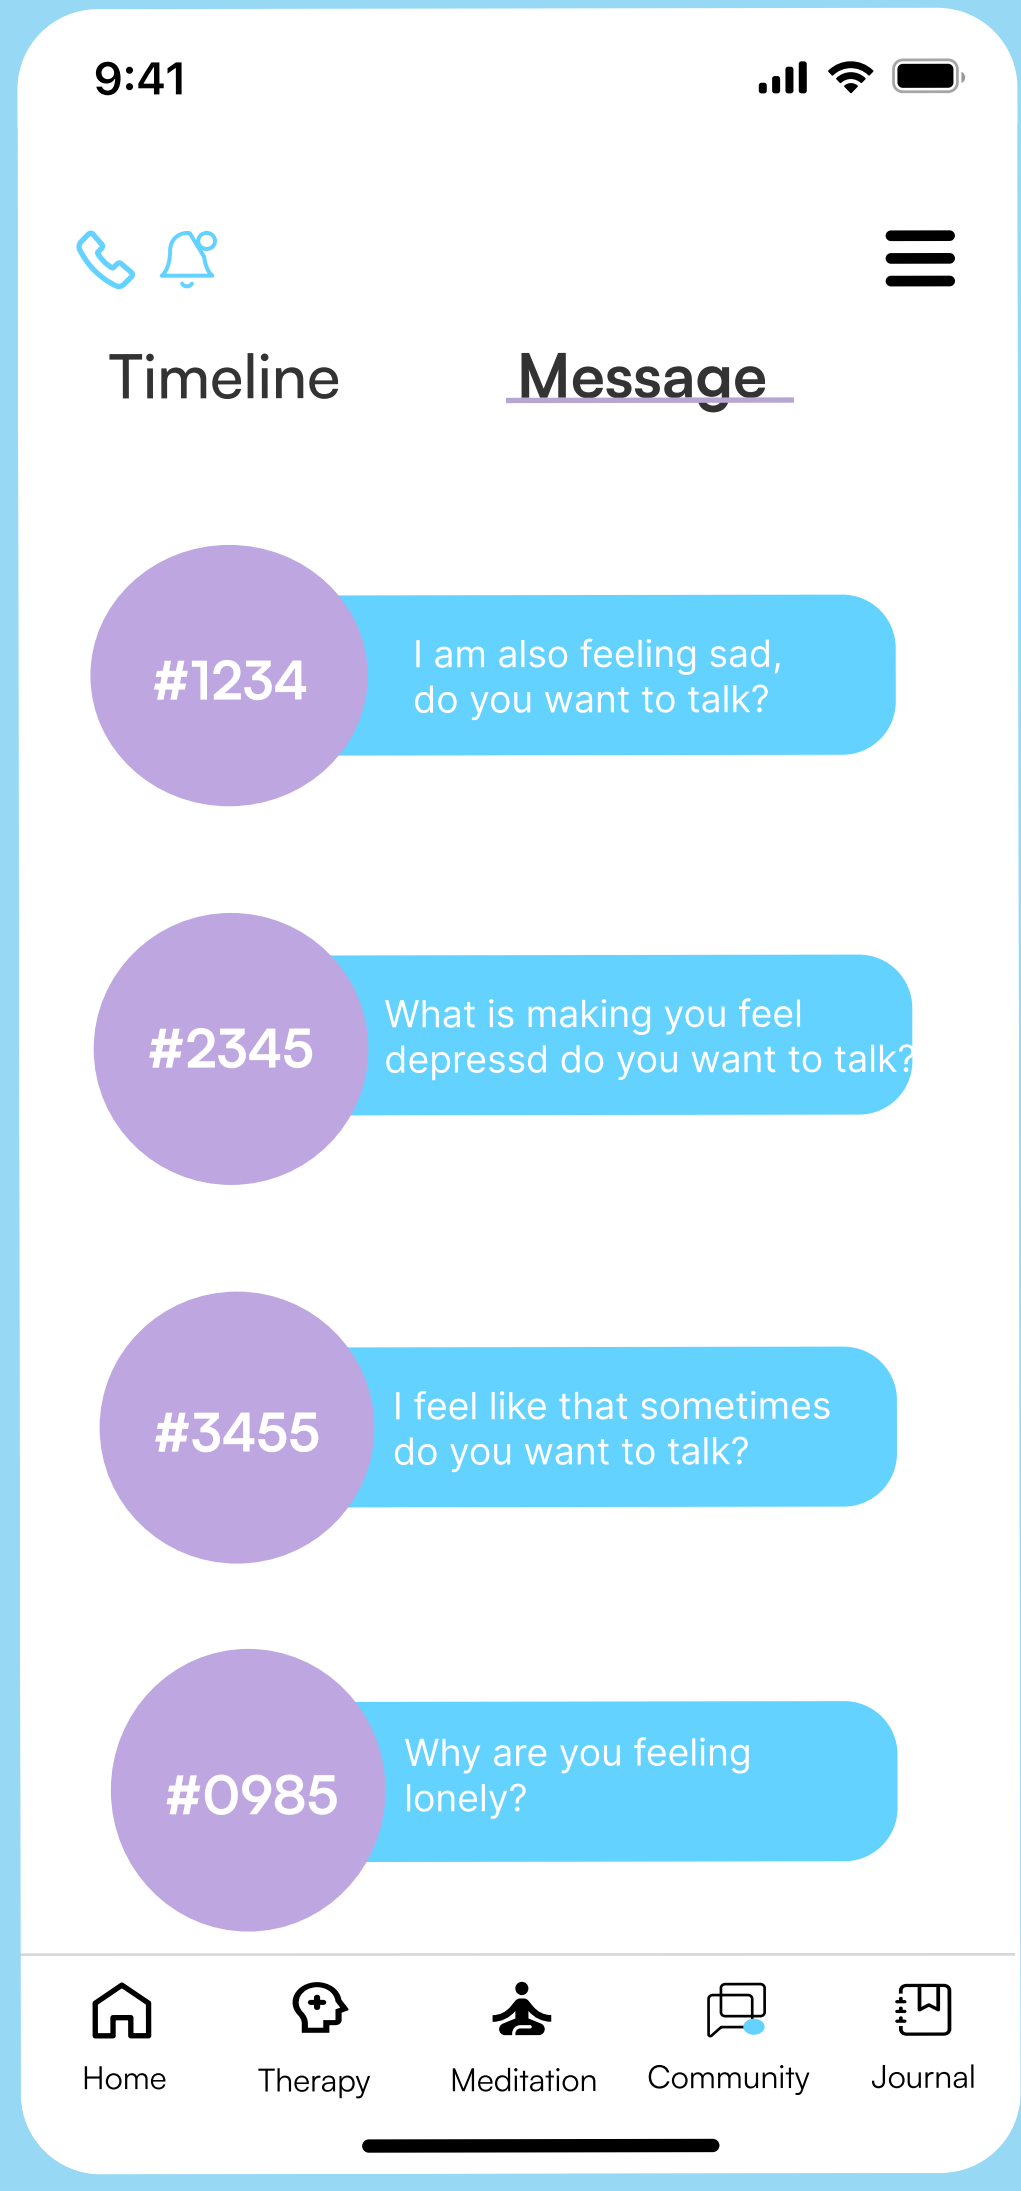 9:41
Timeline
Message
#1234
I am also feeling sad,
do you want to talk?
#2345
What is making you feel
depressd do you want to talk?
#3455
I feel like that sometimes
do you want to talk?
#0985
Why are you feeling
lonely?
Home
Therapy
Meditation
Community
Journal